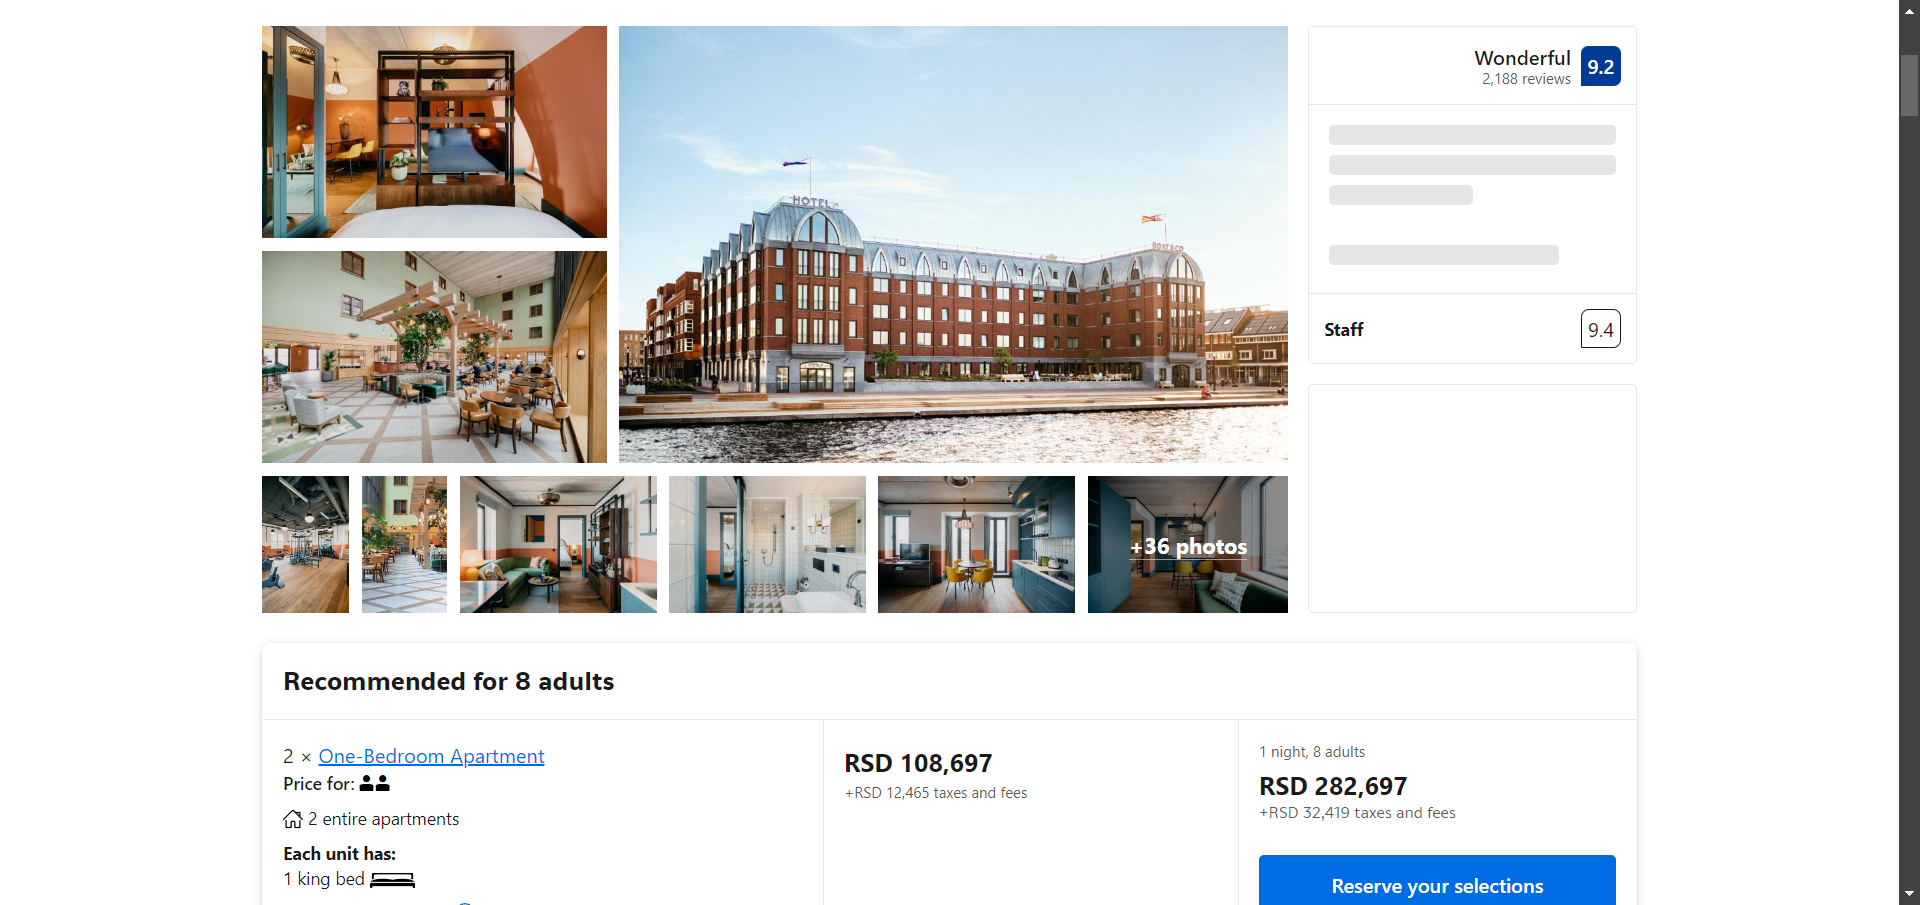 HOTEL
BOAT&CO
Wonderful
2,188 reviews
9.2
Staff
9.4
+36 photos
Recommended for 8 adults
2 × One-Bedroom Apartment
Price for:
2 entire apartments
Each unit has:
1 king bed
RSD 108,697
+RSD 12,465 taxes and fees
1 night, 8 adults
RSD 282,697
+RSD 32,419 taxes and fees
Reserve your selections